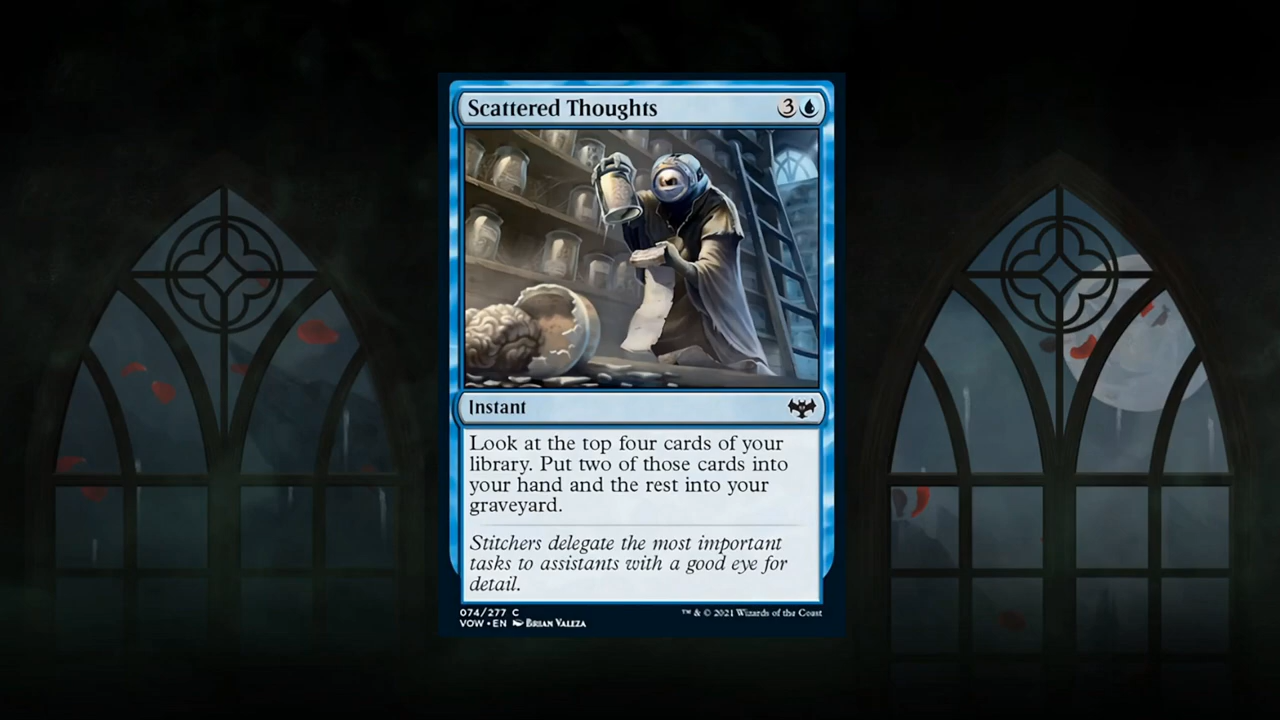 Scattered Thoughts 3
Instant
Look at the top four cards of your
library. Put two of those cards into
your hand and the rest into your
graveyard.
Stitchers delegate the most important
tasks to assistants with a good eye for
detail.
074/277 C
VOW • EN Brian Valeza
™ & © 2021 Wizards of the Coast